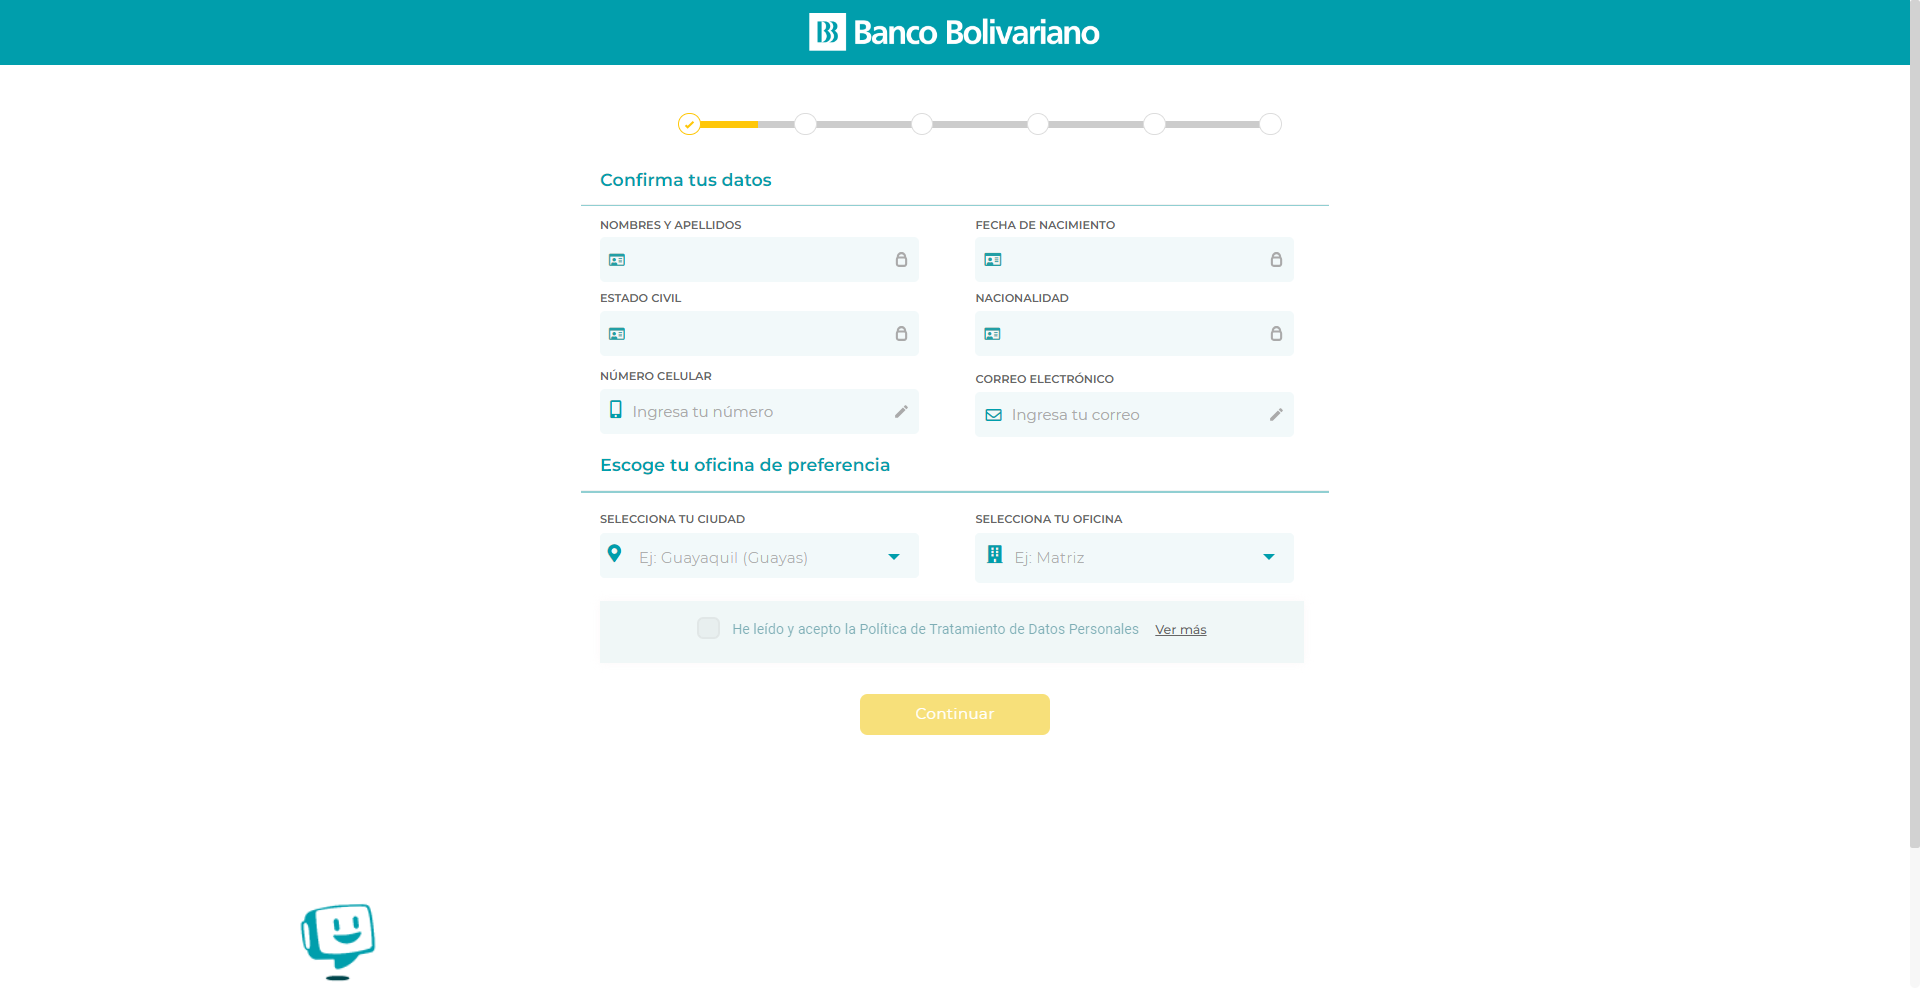 Banco Bolivariano
Confirma tus datos
NOMBRES Y APELLIDOS
FECHA DE NACIMIENTO
ESTADO CIVIL
NACIONALIDAD
NÚMERO CELULAR
Ingresa tu número
CORREO ELECTRÓNICO
Ingresa tu correo
Escoge tu oficina de preferencia
SELECCIONA TU CIUDAD
Ej: Guayaquil (Guayas)
SELECCIONA TU OFICINA
Ej: Matriz
He leído y acepto la Política de Tratamiento de Datos Personales Ver más
Continuar